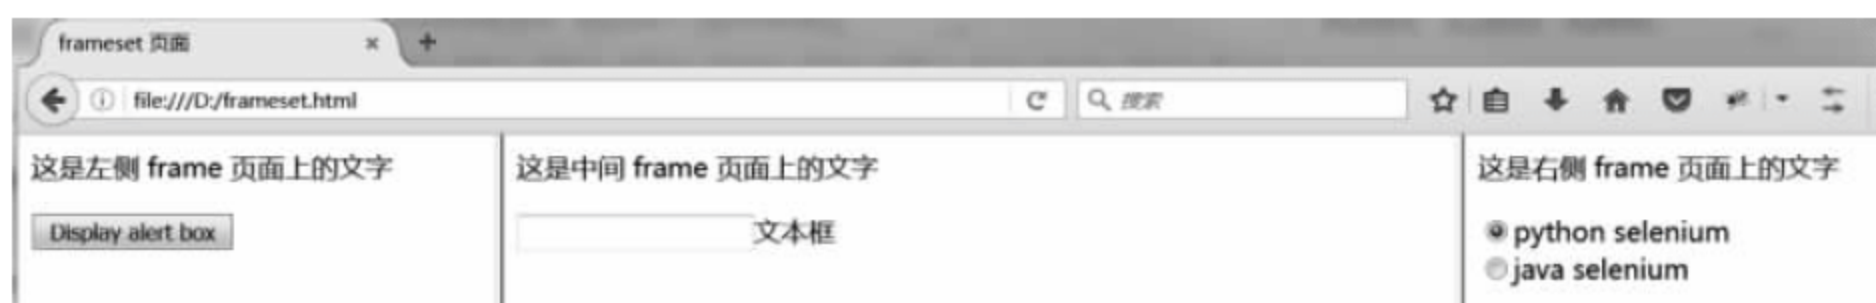 frameset 页面
file:///D:/frameset.html
搜索
这是左侧 frame 页面上的文字
Display alert box
这是中间 frame 页面上的文字
文本框
这是右侧 frame 页面上的文字
python selenium
java selenium